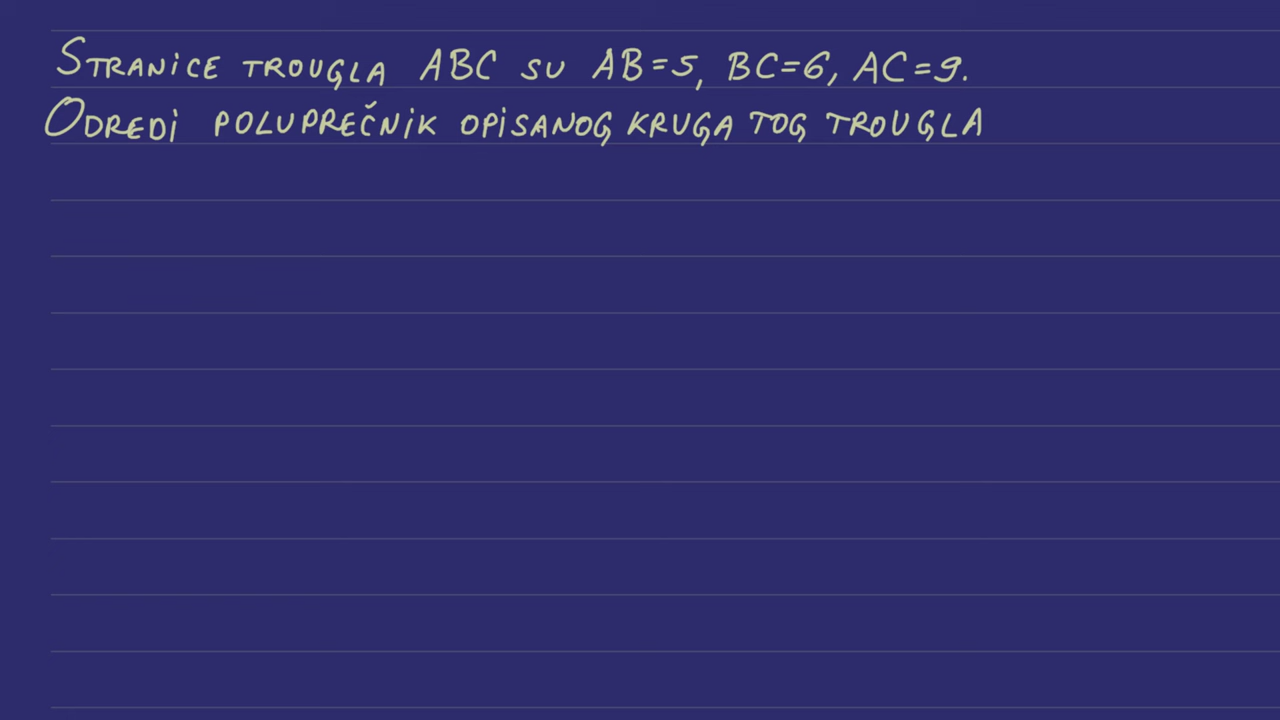 STRANICE TROUGLA ABC SU AB=5, BC=6, AC=9.
ODREDI POLUPREČNIK OPISANOG KRUGA TOG TROUGLA